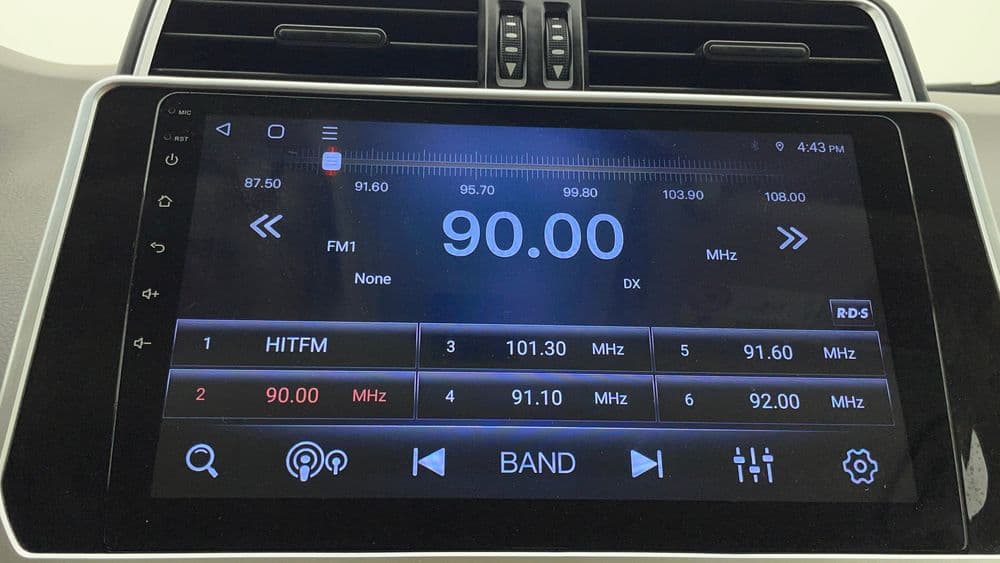 MIC
RST
4:43 PM
87.50 91.60 95.70 99.80 103.90 108.00
90.00
FM1 MHz
None DX
R·D·S
1 HITFM 3 101.30 MHz 5 91.60 MHz
2 90.00 MHz 4 91.10 MHz 6 92.00 MHz
BAND